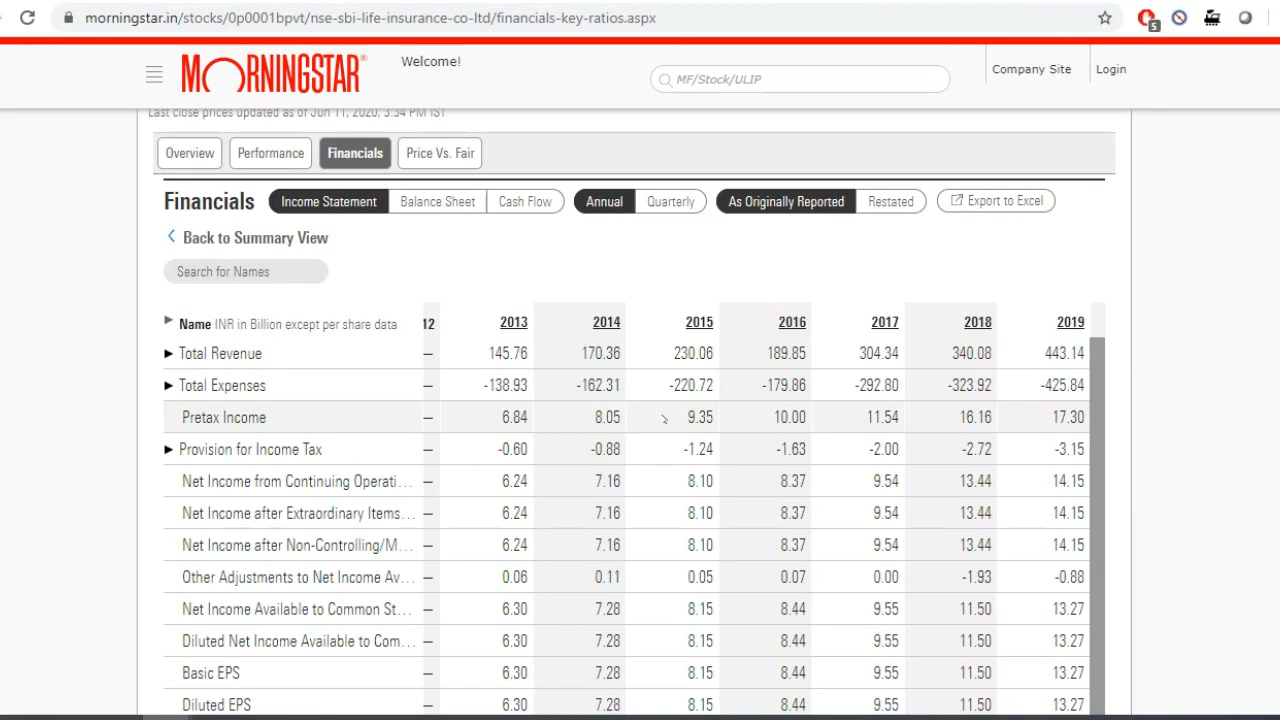 morningstar.in/stocks/0p0001bpvt/nse-sbi-life-insurance-co-ltd/financials-key-ratios.aspx
5
MORNINGSTAR®
Welcome!
MF/Stock/ULIP
Company Site
Login
Last close prices updated as of Jun 11, 2020, 3:34 PM IST
Overview Performance Financials Price Vs. Fair
Financials Income Statement Balance Sheet Cash Flow Annual Quarterly As Originally Reported Restated Export to Excel
Back to Summary View
Search for Names
Name INR in Billion except per share data 12 2013 2014 2015 2016 2017 2018 2019
Total Revenue — 145.76 170.36 230.06 189.85 304.34 340.08 443.14
Total Expenses — -138.93 -162.31 -220.72 -179.86 -292.80 -323.92 -425.84
Pretax Income — 6.84 8.05 9.35 10.00 11.54 16.16 17.30
Provision for Income Tax — -0.60 -0.88 -1.24 -1.63 -2.00 -2.72 -3.15
Net Income from Continuing Operati... — 6.24 7.16 8.10 8.37 9.54 13.44 14.15
Net Income after Extraordinary Items... — 6.24 7.16 8.10 8.37 9.54 13.44 14.15
Net Income after Non-Controlling/M... — 6.24 7.16 8.10 8.37 9.54 13.44 14.15
Other Adjustments to Net Income Av... — 0.06 0.11 0.05 0.07 0.00 -1.93 -0.88
Net Income Available to Common St... — 6.30 7.28 8.15 8.44 9.55 11.50 13.27
Diluted Net Income Available to Com... — 6.30 7.28 8.15 8.44 9.55 11.50 13.27
Basic EPS — 6.30 7.28 8.15 8.44 9.55 11.50 13.27
Diluted EPS — 6.30 7.28 8.15 8.44 9.55 11.50 13.27